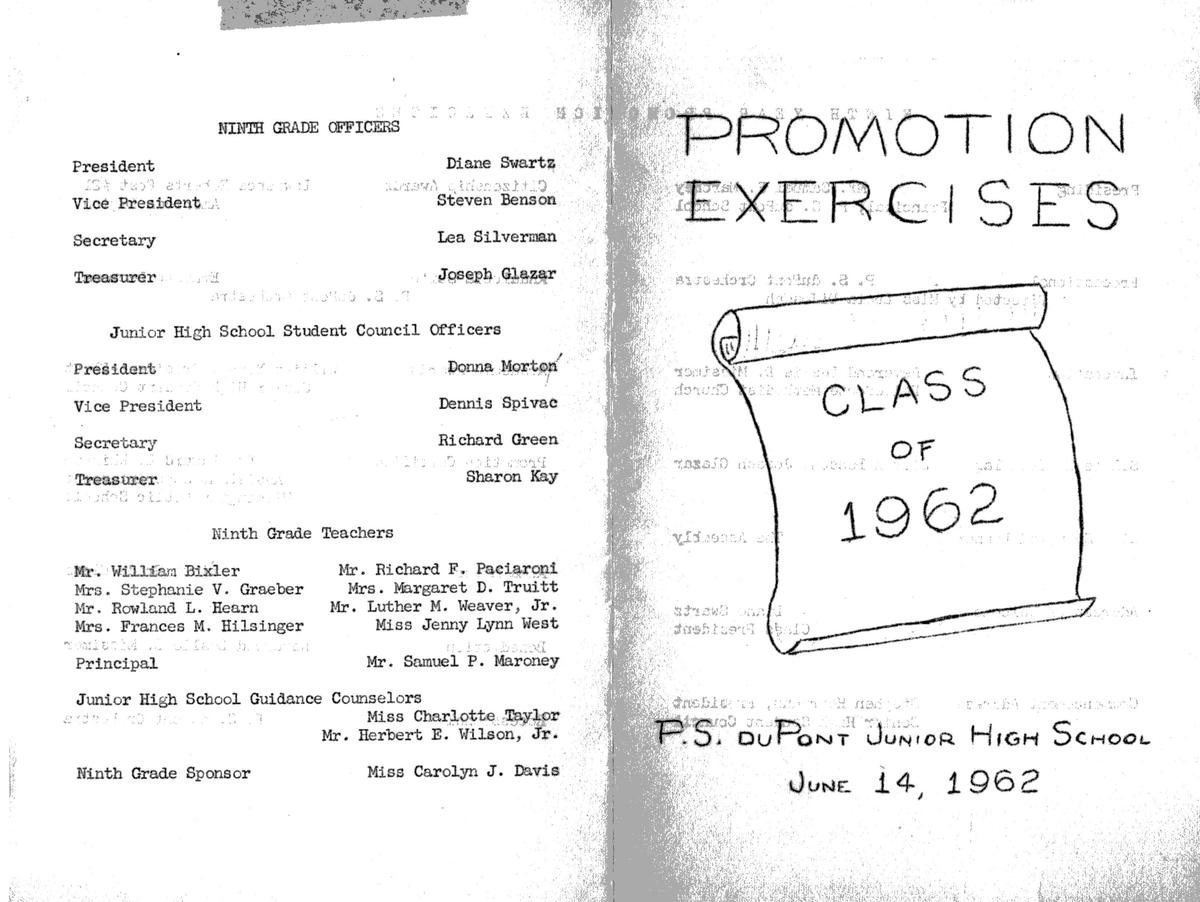 NINTH GRADE OFFICERS
President Diane Swartz
Vice President Steven Benson
Secretary Lea Silverman
Treasurer Joseph Glazar
Junior High School Student Council Officers
President Donna Morton
Vice President Dennis Spivac
Secretary Richard Green
Treasurer Sharon Kay
Ninth Grade Teachers
Mr. William Bixler Mr. Richard F. Paciaroni
Mrs. Stephanie V. Graeber Mrs. Margaret D. Truitt
Mr. Rowland L. Hearn Mr. Luther M. Weaver, Jr.
Mrs. Frances M. Hilsinger Miss Jenny Lynn West
Principal Mr. Samuel P. Maroney
Junior High School Guidance Counselors
Miss Charlotte Taylor
Mr. Herbert E. Wilson, Jr.
Ninth Grade Sponsor Miss Carolyn J. Davis
PROMOTION
EXERCISES
CLASS
OF
1962
P.S. DUPONT JUNIOR HIGH SCHOOL
JUNE 14, 1962